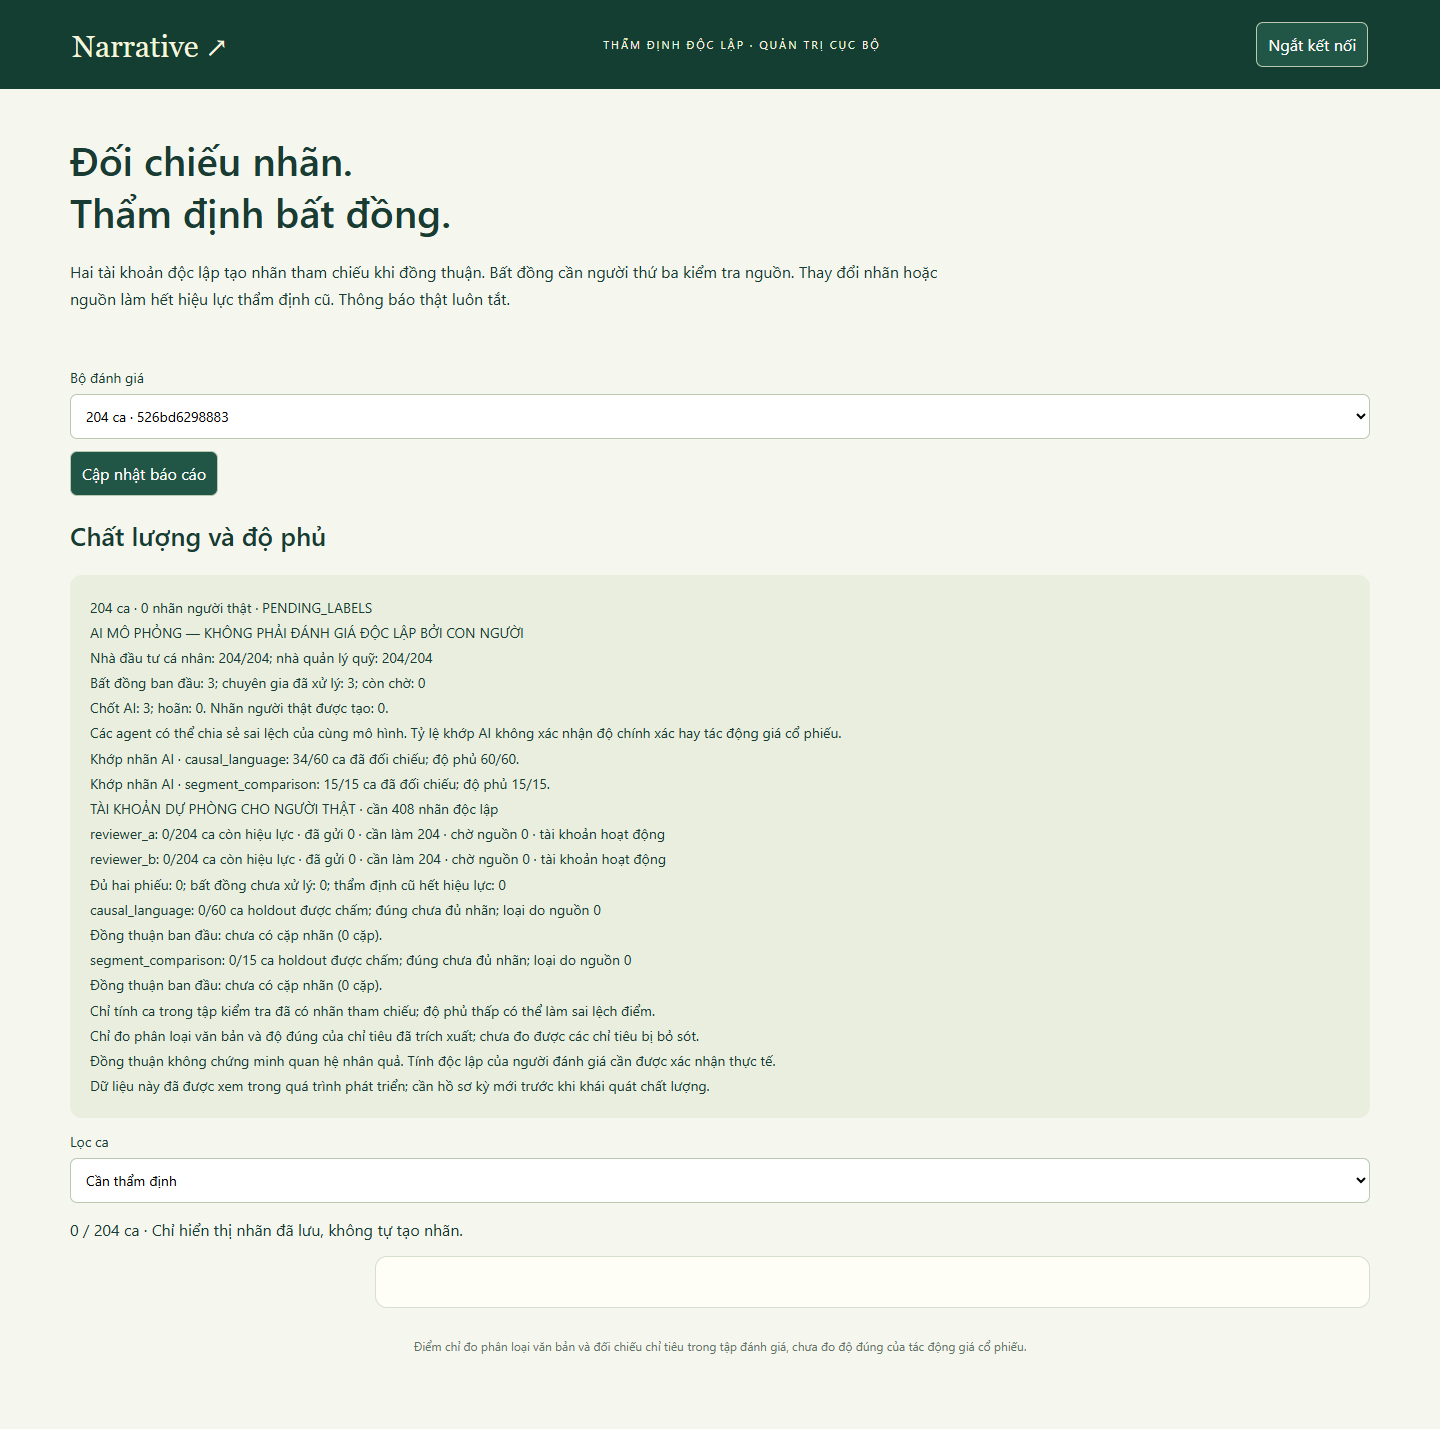 Narrative ↗
THẨM ĐỊNH ĐỘC LẬP · QUẢN TRỊ CỤC BỘ
Ngắt kết nối
Đối chiếu nhãn.
Thẩm định bất đồng.
Hai tài khoản độc lập tạo nhãn tham chiếu khi đồng thuận. Bất đồng cần người thứ ba kiểm tra nguồn. Thay đổi nhãn hoặc
nguồn làm hết hiệu lực thẩm định cũ. Thông báo thật luôn tắt.
Bộ đánh giá
204 ca · 526bd6298883
Cập nhật báo cáo
Chất lượng và độ phủ
204 ca · 0 nhãn người thật · PENDING_LABELS
AI MÔ PHỎNG — KHÔNG PHẢI ĐÁNH GIÁ ĐỘC LẬP BỞI CON NGƯỜI
Nhà đầu tư cá nhân: 204/204; nhà quản lý quỹ: 204/204
Bất đồng ban đầu: 3; chuyên gia đã xử lý: 3; còn chờ: 0
Chốt AI: 3; hoãn: 0. Nhãn người thật được tạo: 0.
Các agent có thể chia sẻ sai lệch của cùng mô hình. Tỷ lệ khớp AI không xác nhận độ chính xác hay tác động giá cổ phiếu.
Khớp nhãn AI · causal_language: 34/60 ca đã đối chiếu; độ phủ 60/60.
Khớp nhãn AI · segment_comparison: 15/15 ca đã đối chiếu; độ phủ 15/15.
TÀI KHOẢN DỰ PHÒNG CHO NGƯỜI THẬT · cần 408 nhãn độc lập
reviewer_a: 0/204 ca còn hiệu lực · đã gửi 0 · cần làm 204 · chờ nguồn 0 · tài khoản hoạt động
reviewer_b: 0/204 ca còn hiệu lực · đã gửi 0 · cần làm 204 · chờ nguồn 0 · tài khoản hoạt động
Đủ hai phiếu: 0; bất đồng chưa xử lý: 0; thẩm định cũ hết hiệu lực: 0
causal_language: 0/60 ca holdout được chấm; đúng chưa đủ nhãn; loại do nguồn 0
Đồng thuận ban đầu: chưa có cặp nhãn (0 cặp).
segment_comparison: 0/15 ca holdout được chấm; đúng chưa đủ nhãn; loại do nguồn 0
Đồng thuận ban đầu: chưa có cặp nhãn (0 cặp).
Chỉ tính ca trong tập kiểm tra đã có nhãn tham chiếu; độ phủ thấp có thể làm sai lệch điểm.
Chỉ đo phân loại văn bản và độ đúng của chỉ tiêu đã trích xuất; chưa đo được các chỉ tiêu bị bỏ sót.
Đồng thuận không chứng minh quan hệ nhân quả. Tính độc lập của người đánh giá cần được xác nhận thực tế.
Dữ liệu này đã được xem trong quá trình phát triển; cần hồ sơ kỳ mới trước khi khái quát chất lượng.
Lọc ca
Cần thẩm định
0 / 204 ca · Chỉ hiển thị nhãn đã lưu, không tự tạo nhãn.
Điểm chỉ đo phân loại văn bản và đối chiếu chỉ tiêu trong tập đánh giá, chưa đo độ đúng của tác động giá cổ phiếu.